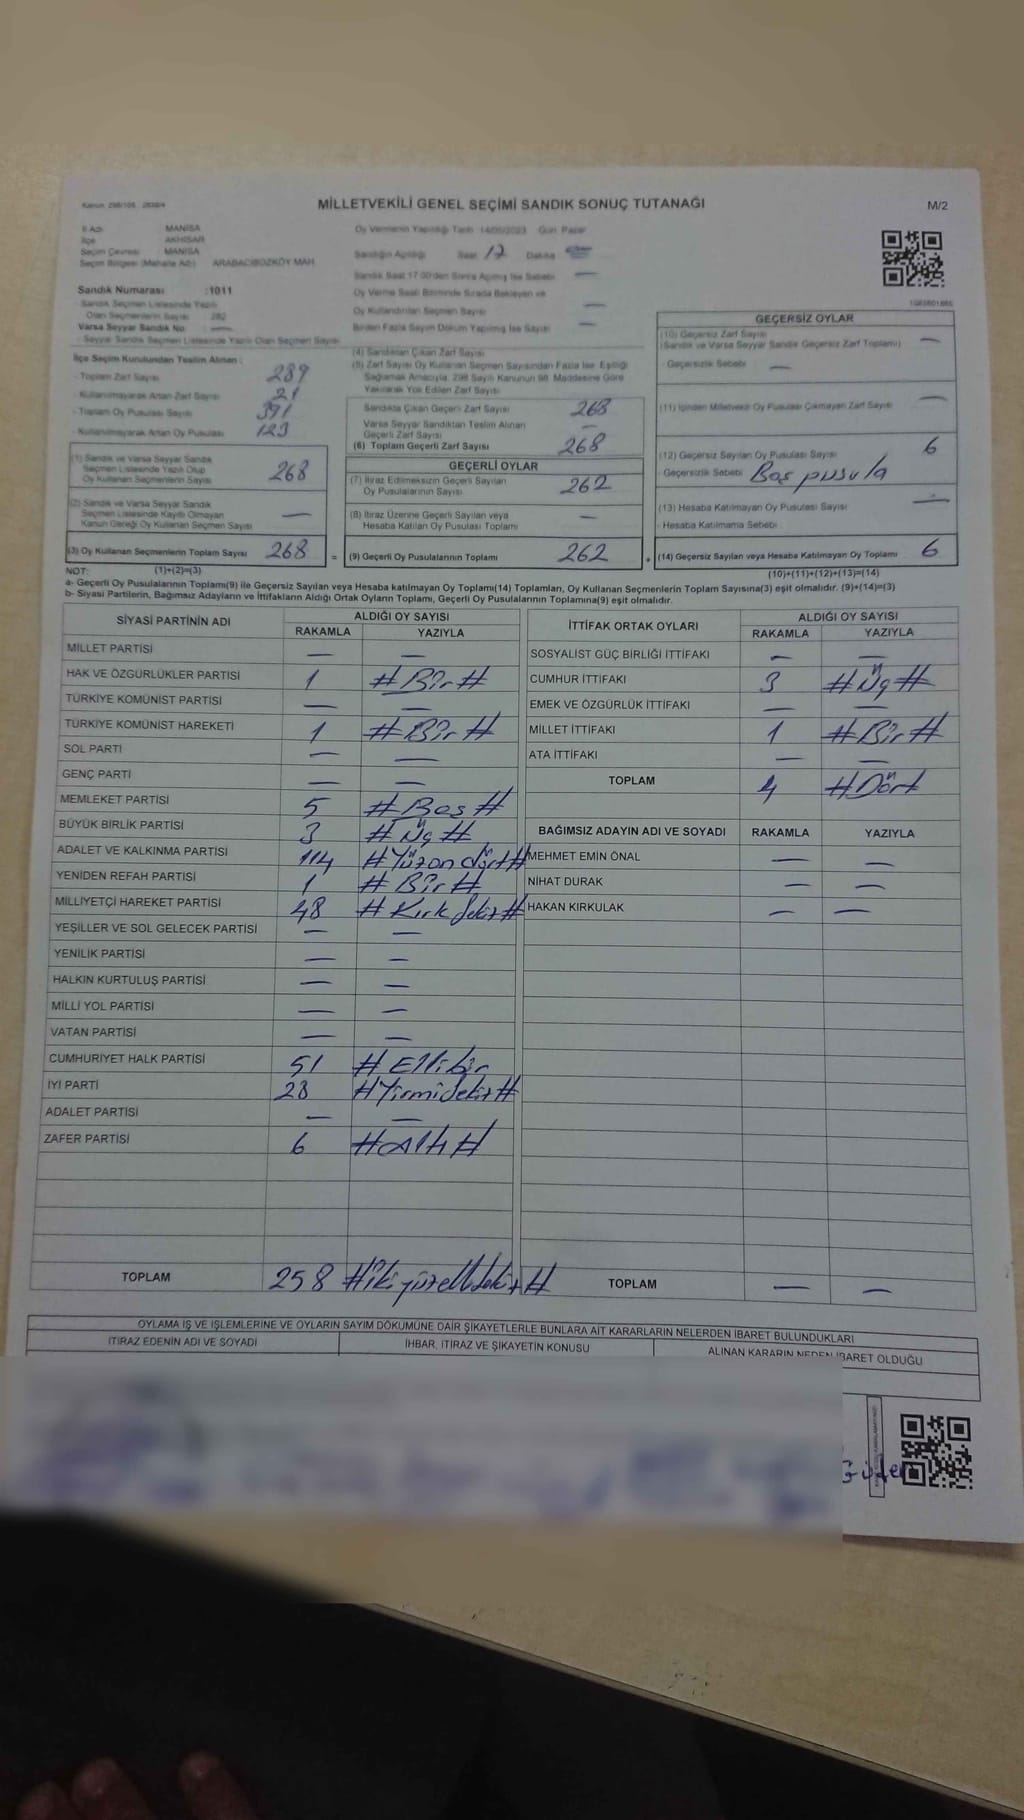 MİLLETVEKİLİ GENEL SEÇİMİ SANDIK SONUÇ TUTANAĞI
M/2
İl Adı MANİSA
İlçe AKHİSAR
Seçim Çevresi MANİSA
Seçim Bölgesi (Mahalle Adı) ARABACIBOZKÖY MAH.
Sandık Numarası :1011
Sandık Seçmen Listesinde Yazılı
Olan Seçmenlerin Sayısı 282
Varsa Seyyar Sandık No —
Seyyar Sandık Seçmen Listesinde Yazılı Olan Seçmen Sayısı
İlçe Seçim Kurulundan Teslim Alınan :
- Toplam Zarf Sayısı 289
- Kullanılmayarak Artan Zarf Sayısı 21
- Toplam Oy Pusulası Sayısı 391
- Kullanılmayarak Artan Oy Pusulası 123
(1) Sandık ve Varsa Seyyar Sandık
Seçmen Listesinde Yazılı Olup
Oy Kullanan Seçmenlerin Sayısı 268
(2) Sandık ve Varsa Seyyar Sandık
Seçmen Listesinde Kayıtlı Olmayan
Kanun Gereği Oy Kullanan Seçmen Sayısı —
(3) Oy Kullanan Seçmenlerin Toplam Sayısı 268 =
Oy Vermenin Yapıldığı Tarih 14/05/2023 Gün Pazar
Sandığın Açıldığı Saat 17 Dakika
Sandık Saat 17.00'den Sonra Açılmış İse Sebebi —
Oy Verme Saati Bitiminde Sırada Bekleyen ve
Oy Kullandırılan Seçmen Sayısı —
Birden Fazla Sayım Döküm Yapılmış İse Sayısı —
(4) Sandıktan Çıkan Zarf Sayısı
(5) Zarf Sayısı Oy Kullanan Seçmen Sayısından Fazla İse Eşitliği
Sağlamak Amacıyla, 298 Sayılı Kanunun 98. Maddesine Göre
Yakılarak Yok Edilen Zarf Sayısı
Sandıkta Çıkan Geçerli Zarf Sayısı 268
Varsa Seyyar Sandıktan Teslim Alınan
Geçerli Zarf Sayısı —
(6) Toplam Geçerli Zarf Sayısı 268
GEÇERLİ OYLAR
(7) İtiraz Edilmeksizin Geçerli Sayılan
Oy Pusulalarının Sayısı 262
(8) İtiraz Üzerine Geçerli Sayılan veya
Hesaba Katılan Oy Pusulası Toplamı —
(9) Geçerli Oy Pusulalarının Toplamı 262 +
GEÇERSİZ OYLAR
(10) Geçersiz Zarf Sayısı
(Sandık ve Varsa Seyyar Sandık Geçersiz Zarf Toplamı) —
- Geçersizlik Sebebi —
(11) İçinden Milletvekili Oy Pusulası Çıkmayan Zarf Sayısı —
(12) Geçersiz Sayılan Oy Pusulası Sayısı 6
- Geçersizlik Sebebi Boş pusula
(13) Hesaba Katılmayan Oy Pusulası Sayısı —
- Hesaba Katılmama Sebebi
(14) Geçersiz Sayılan veya Hesaba Katılmayan Oy Toplamı 6
NOT: (1)+(2)=(3) (10)+(11)+(12)+(13)=(14)
a- Geçerli Oy Pusulalarının Toplamı(9) ile Geçersiz Sayılan veya Hesaba katılmayan Oy Toplamı(14) Toplamları, Oy Kullanan Seçmenlerin Toplam Sayısına(3) eşit olmalıdır. (9)+(14)=(3)
b- Siyasi Partilerin, Bağımsız Adayların ve İttifakların Aldığı Ortak Oyların Toplamı, Geçerli Oy Pusulalarının Toplamına(9) eşit olmalıdır.
SİYASİ PARTİNİN ADI ALDIĞI OY SAYISI
RAKAMLA YAZIYLA
MİLLET PARTİSİ — —
HAK VE ÖZGÜRLÜKLER PARTİSİ 1 #Bir#
TÜRKİYE KOMÜNİST PARTİSİ — —
TÜRKİYE KOMÜNİST HAREKETİ 1 #Bir#
SOL PARTİ — —
GENÇ PARTİ — —
MEMLEKET PARTİSİ 5 #Beş#
BÜYÜK BİRLİK PARTİSİ 3 #Üç#
ADALET VE KALKINMA PARTİSİ 114 #Yüzon dört#
YENİDEN REFAH PARTİSİ 1 #Bir#
MİLLİYETÇİ HAREKET PARTİSİ 48 #Kırk Sekiz#
YEŞİLLER VE SOL GELECEK PARTİSİ — —
YENİLİK PARTİSİ — —
HALKIN KURTULUŞ PARTİSİ — —
MİLLİ YOL PARTİSİ — —
VATAN PARTİSİ — —
CUMHURİYET HALK PARTİSİ 51 #Ellibir
İYİ PARTİ 28 #Yirmisekiz#
ADALET PARTİSİ — —
ZAFER PARTİSİ 6 #Altı#
TOPLAM 258 #ikiyüzellisekiz#
İTTİFAK ORTAK OYLARI ALDIĞI OY SAYISI
RAKAMLA YAZIYLA
SOSYALİST GÜÇ BİRLİĞİ İTTİFAKI — —
CUMHUR İTTİFAKI 3 #Üç#
EMEK VE ÖZGÜRLÜK İTTİFAKI — —
MİLLET İTTİFAKI 1 #Bir#
ATA İTTİFAKI — —
TOPLAM 4 #Dört
BAĞIMSIZ ADAYIN ADI VE SOYADI RAKAMLA YAZIYLA
MEHMET EMİN ÖNAL — —
NİHAT DURAK — —
HAKAN KIRKULAK — —
TOPLAM — —
OYLAMA İŞ VE İŞLEMLERİNE VE OYLARIN SAYIM DÖKÜMÜNE DAİR ŞİKAYETLERLE BUNLARA AİT KARARLARIN NELERDEN İBARET BULUNDUKLARI
İTİRAZ EDENİN ADI VE SOYADI İHBAR, İTİRAZ VE ŞİKAYETİN KONUSU ALINAN KARARIN NEDEN İBARET OLDUĞU